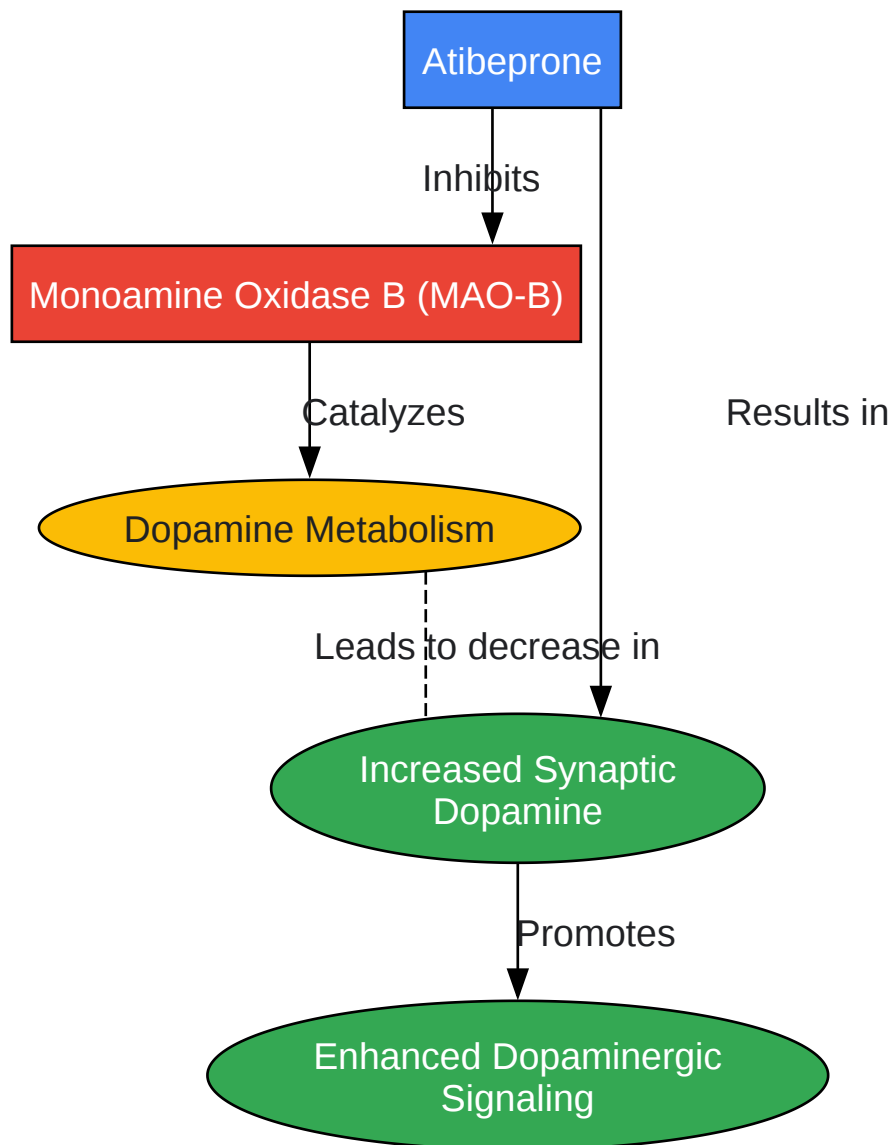 Atibeprone
Inhibits
Monoamine Oxidase B (MAO-B)
Catalyzes
Results in
Dopamine Metabolism
Leads to decrease in
Increased Synaptic
Dopamine
Promotes
Enhanced Dopaminergic
Signaling